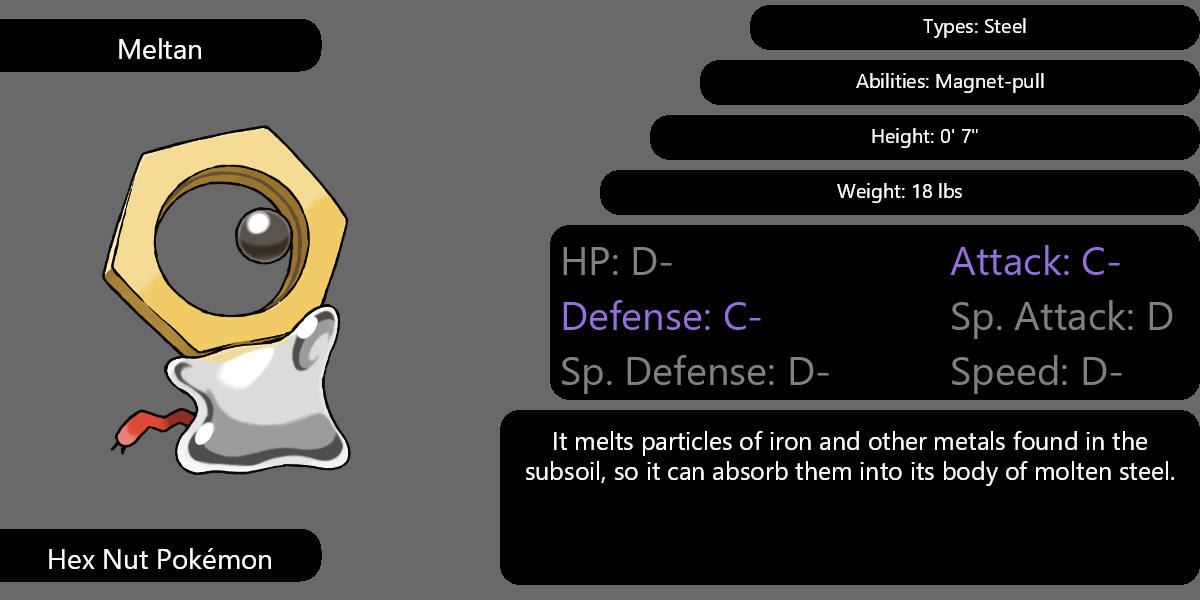 Meltan
Types: Steel
Abilities: Magnet-pull
Height: 0' 7"
Weight: 18 lbs
HP: D-
Attack: C-
Defense: C-
Sp. Attack: D
Sp. Defense: D-
Speed: D-
It melts particles of iron and other metals found in the
subsoil, so it can absorb them into its body of molten steel.
Hex Nut Pokémon